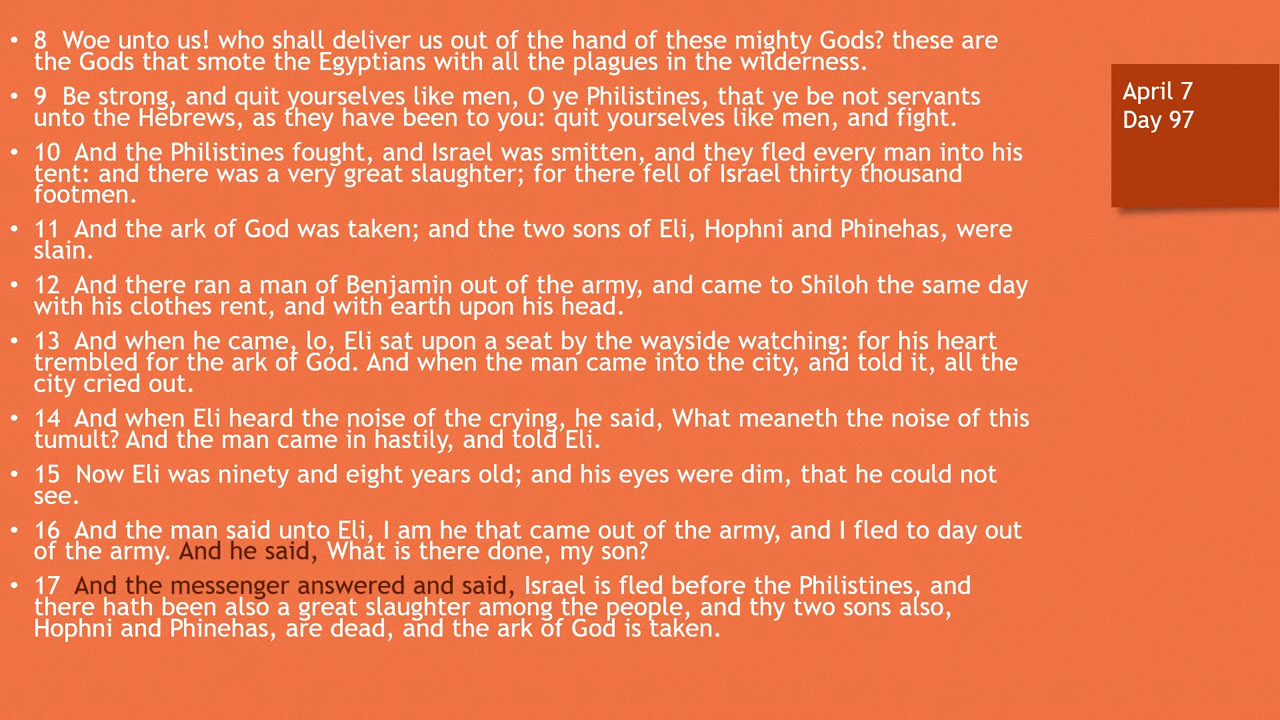 • 8  Woe unto us! who shall deliver us out of the hand of these mighty Gods? these are
the Gods that smote the Egyptians with all the plagues in the wilderness.
• 9  Be strong, and quit yourselves like men, O ye Philistines, that ye be not servants
unto the Hebrews, as they have been to you: quit yourselves like men, and fight.
• 10  And the Philistines fought, and Israel was smitten, and they fled every man into his
tent: and there was a very great slaughter; for there fell of Israel thirty thousand
footmen.
• 11  And the ark of God was taken; and the two sons of Eli, Hophni and Phinehas, were
slain.
• 12  And there ran a man of Benjamin out of the army, and came to Shiloh the same day
with his clothes rent, and with earth upon his head.
• 13  And when he came, lo, Eli sat upon a seat by the wayside watching: for his heart
trembled for the ark of God. And when the man came into the city, and told it, all the
city cried out.
• 14  And when Eli heard the noise of the crying, he said, What meaneth the noise of this
tumult? And the man came in hastily, and told Eli.
• 15  Now Eli was ninety and eight years old; and his eyes were dim, that he could not
see.
• 16  And the man said unto Eli, I am he that came out of the army, and I fled to day out
of the army. And he said, What is there done, my son?
• 17  And the messenger answered and said, Israel is fled before the Philistines, and
there hath been also a great slaughter among the people, and thy two sons also,
Hophni and Phinehas, are dead, and the ark of God is taken.
April 7
Day 97